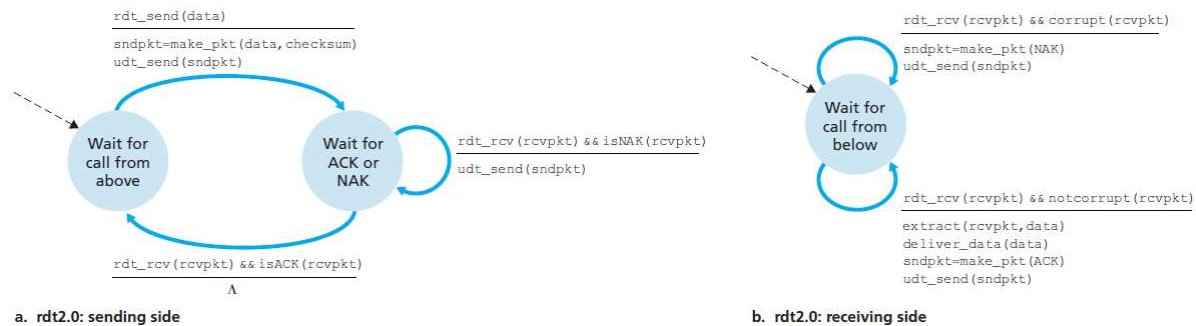 rdt_send(data)
sndpkt=make_pkt(data,checksum)
udt_send(sndpkt)
Wait for
call from
above
Wait for
ACK or
NAK
rdt_rcv(rcvpkt) && isNAK(rcvpkt)
udt_send(sndpkt)
rdt_rcv(rcvpkt) && isACK(rcvpkt)
Λ
a. rdt2.0: sending side
rdt_rcv(rcvpkt) && corrupt(rcvpkt)
sndpkt=make_pkt(NAK)
udt_send(sndpkt)
Wait for
call from
below
rdt_rcv(rcvpkt) && notcorrupt(rcvpkt)
extract(rcvpkt,data)
deliver_data(data)
sndpkt=make_pkt(ACK)
udt_send(sndpkt)
b. rdt2.0: receiving side